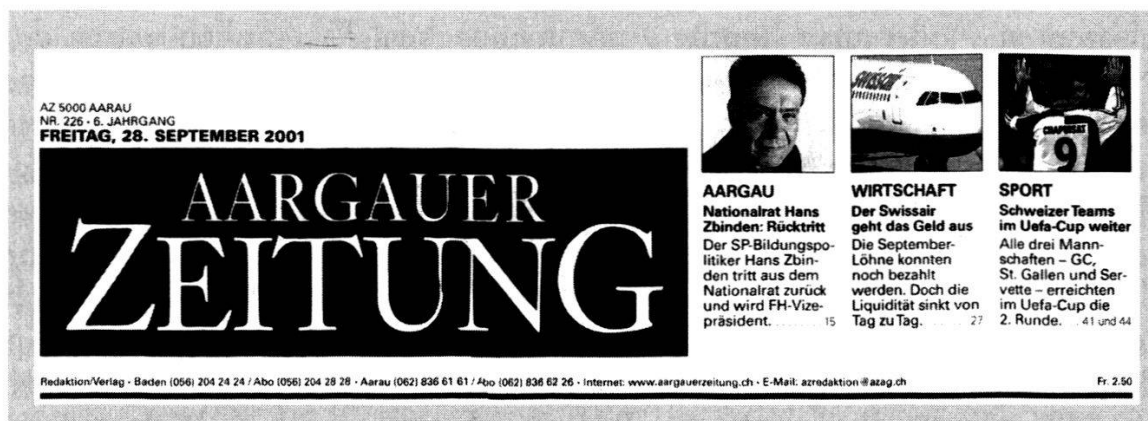 AZ 5000 AARAU
NR. 226 · 6. JAHRGANG
FREITAG, 28. SEPTEMBER 2001
AARGAUER
ZEITUNG
swissair
AARGAU
Nationalrat Hans
Zbinden: Rücktritt
Der SP-Bildungspo-
litiker Hans Zbin-
den tritt aus dem
Nationalrat zurück
und wird FH-Vize-
präsident. 15
WIRTSCHAFT
Der Swissair
geht das Geld aus
Die September-
Löhne konnten
noch bezahlt
werden. Doch die
Liquidität sinkt von
Tag zu Tag. 27
CHAPUISAT
9
SPORT
Schweizer Teams
im Uefa-Cup weiter
Alle drei Mann-
schaften – GC,
St. Gallen und Ser-
vette – erreichten
im Uefa-Cup die
2. Runde. 41 und 44
Redaktion/Verlag · Baden (056) 204 24 24 / Abo (056) 204 28 28 · Aarau (062) 836 61 61 / Abo (062) 836 62 26 · Internet: www.aargauerzeitung.ch · E-Mail: azredaktion@azag.ch Fr. 2.50